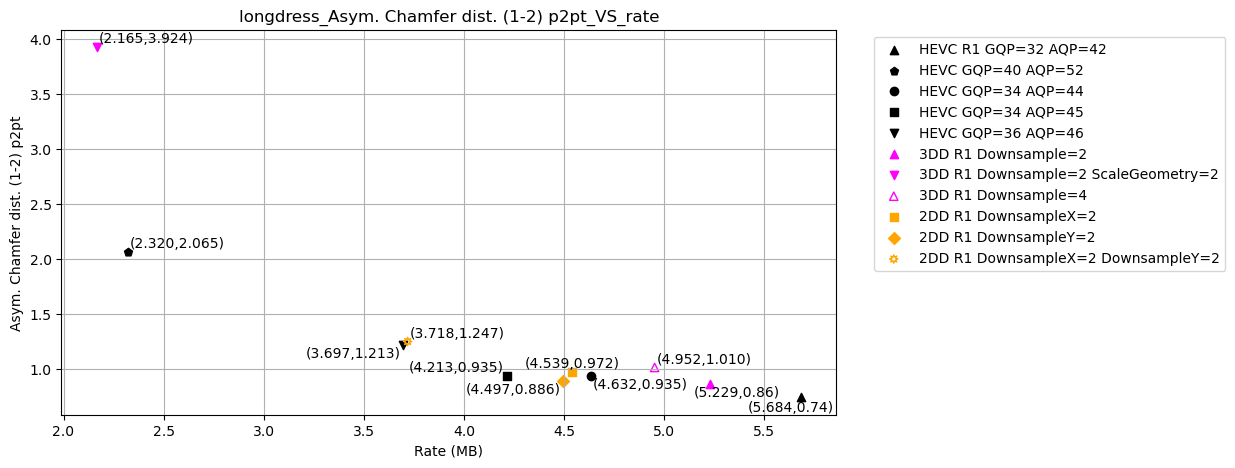 longdress_Asym. Chamfer dist. (1-2) p2pt_VS_rate
Asym. Chamfer dist. (1-2) p2pt
4.0
3.5
3.0
2.5
2.0
1.5
1.0
(2.165,3.924)
(2.320,2.065)
(3.718,1.247)
(3.697,1.213)
(4.213,0.935)
(4.539,0.972)
(4.952,1.010)
(4.497,0.886)
(4.632,0.935)
(5.229,0.86)
(5.684,0.74)
2.0
2.5
3.0
3.5
4.0
4.5
5.0
5.5
Rate (MB)
HEVC R1 GQP=32 AQP=42
HEVC GQP=40 AQP=52
HEVC GQP=34 AQP=44
HEVC GQP=34 AQP=45
HEVC GQP=36 AQP=46
3DD R1 Downsample=2
3DD R1 Downsample=2 ScaleGeometry=2
3DD R1 Downsample=4
2DD R1 DownsampleX=2
2DD R1 DownsampleY=2
2DD R1 DownsampleX=2 DownsampleY=2